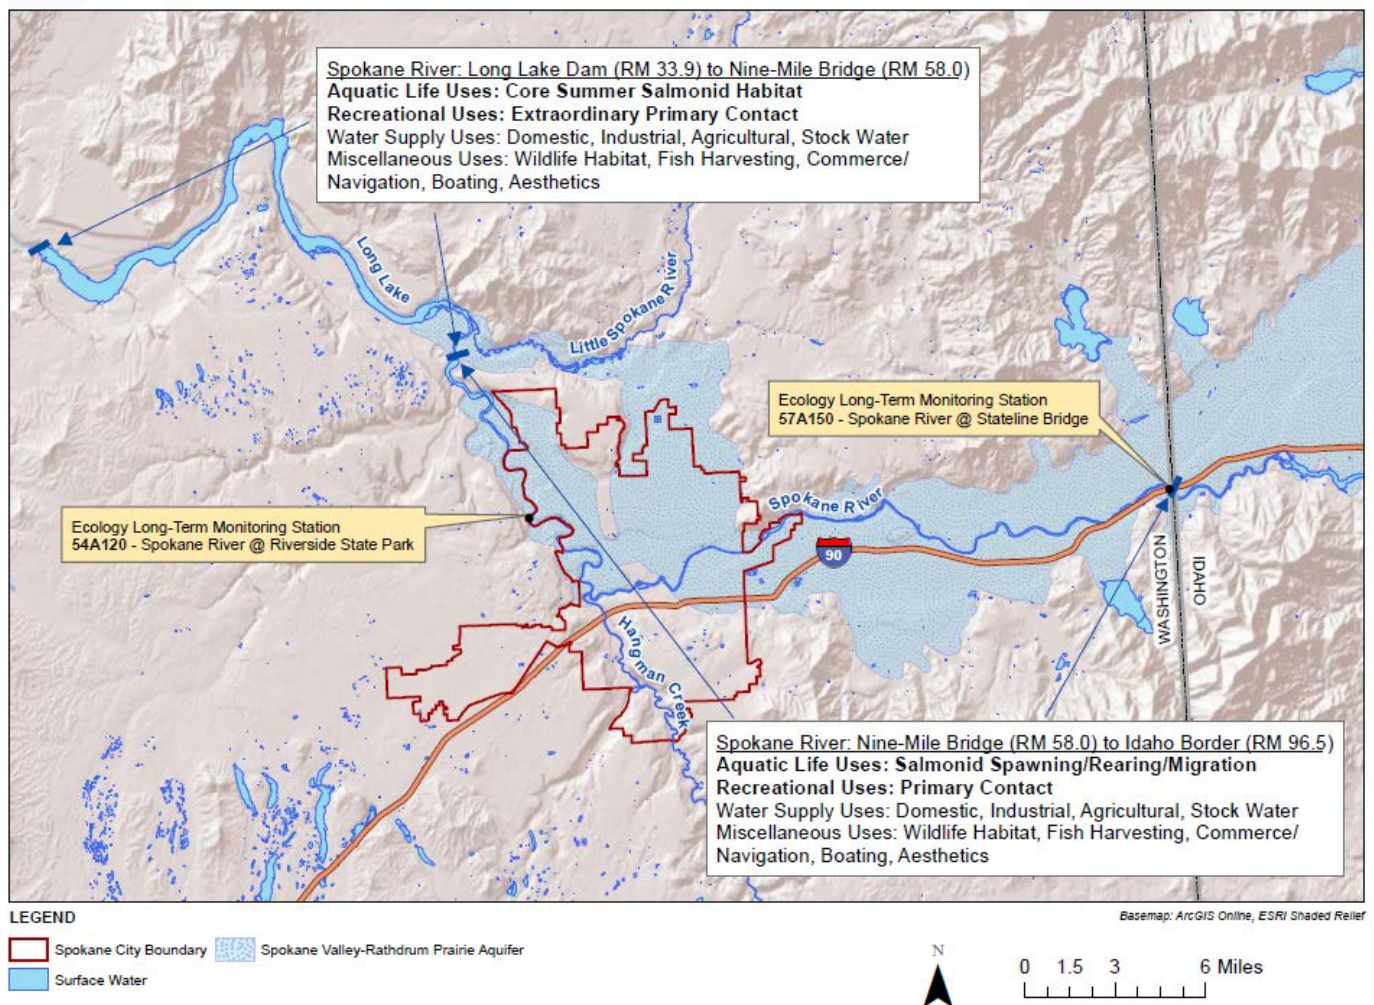 Spokane River: Long Lake Dam (RM 33.9) to Nine-Mile Bridge (RM 58.0)
Aquatic Life Uses: Core Summer Salmonid Habitat
Recreational Uses: Extraordinary Primary Contact
Water Supply Uses: Domestic, Industrial, Agricultural, Stock Water
Miscellaneous Uses: Wildlife Habitat, Fish Harvesting, Commerce/
Navigation, Boating, Aesthetics
Long Lake
Little Spokane River
Ecology Long-Term Monitoring Station
57A150 - Spokane River @ Stateline Bridge
Spokane River
Ecology Long-Term Monitoring Station
54A120 - Spokane River @ Riverside State Park
90
WASHINGTON
IDAHO
Hangman Creek
Spokane River: Nine-Mile Bridge (RM 58.0) to Idaho Border (RM 96.5)
Aquatic Life Uses: Salmonid Spawning/Rearing/Migration
Recreational Uses: Primary Contact
Water Supply Uses: Domestic, Industrial, Agricultural, Stock Water
Miscellaneous Uses: Wildlife Habitat, Fish Harvesting, Commerce/
Navigation, Boating, Aesthetics
LEGEND
Basemap: ArcGIS Online, ESRI Shaded Relief
Spokane City Boundary
Spokane Valley-Rathdrum Prairie Aquifer
Surface Water
N
0 1.5 3 6 Miles